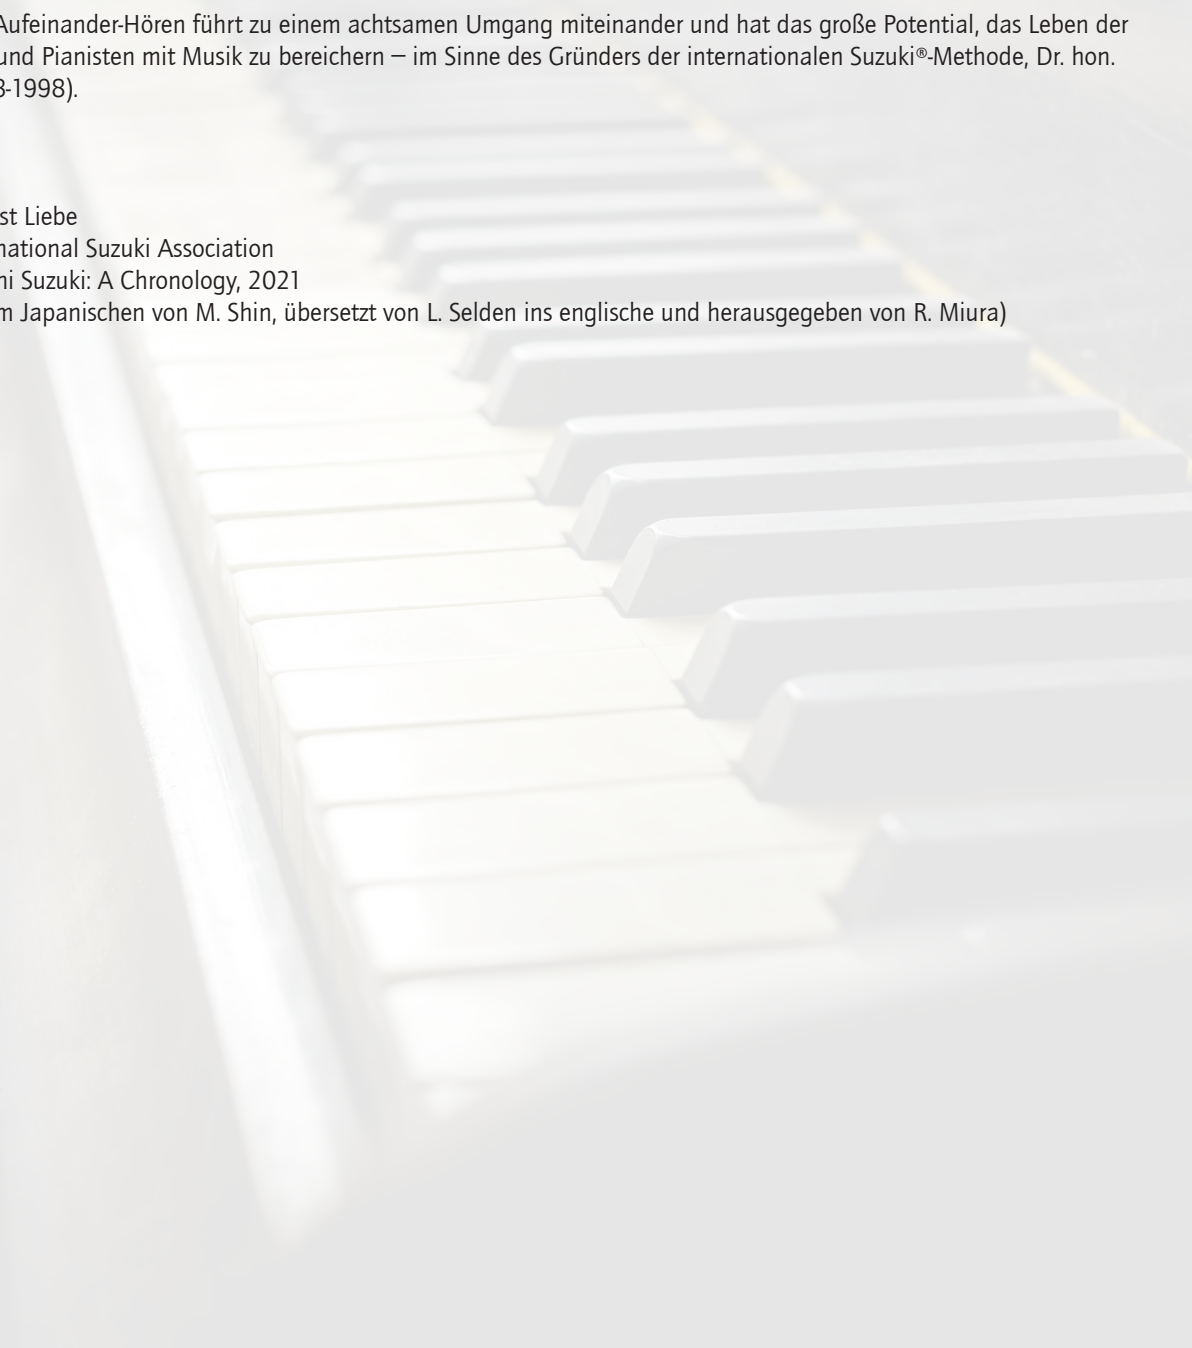 Aufeinander-Hören führt zu einem achtsamen Umgang miteinander und hat das große Potential, das Leben der
und Pianisten mit Musik zu bereichern – im Sinne des Gründers der internationalen Suzuki®-Methode, Dr. hon.
-1998).
st Liebe
national Suzuki Association
ni Suzuki: A Chronology, 2021
m Japanischen von M. Shin, übersetzt von L. Selden ins englische und herausgegeben von R. Miura)